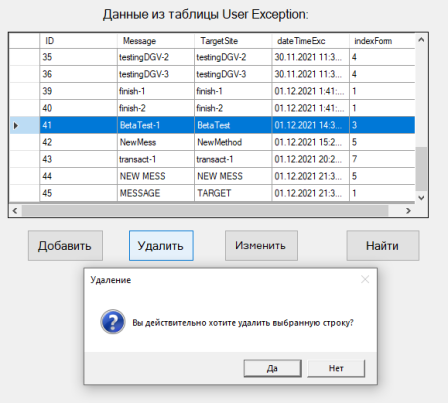 Данные из таблицы User Exception:
ID Message TargetSite dateTimeExc indexForm
35 testingDGV-2 testingDGV-2 30.11.2021 11:3... 4
36 testingDGV-3 testingDGV-3 30.11.2021 11:3... 4
39 finish-1 finish-1 01.12.2021 1:41:... 1
40 finish-2 finish-2 01.12.2021 1:41:... 1
41 BetaTest-1 BetaTest 01.12.2021 14:3... 3
42 NewMess NewMethod 01.12.2021 15:2... 5
43 transact-1 transact-1 01.12.2021 20:2... 7
44 NEW MESS NEW MESS 01.12.2021 21:3... 5
45 MESSAGE TARGET 01.12.2021 21:3... 1
Добавить Удалить Изменить Найти
Удаление
Вы действительно хотите удалить выбранную строку?
Да Нет